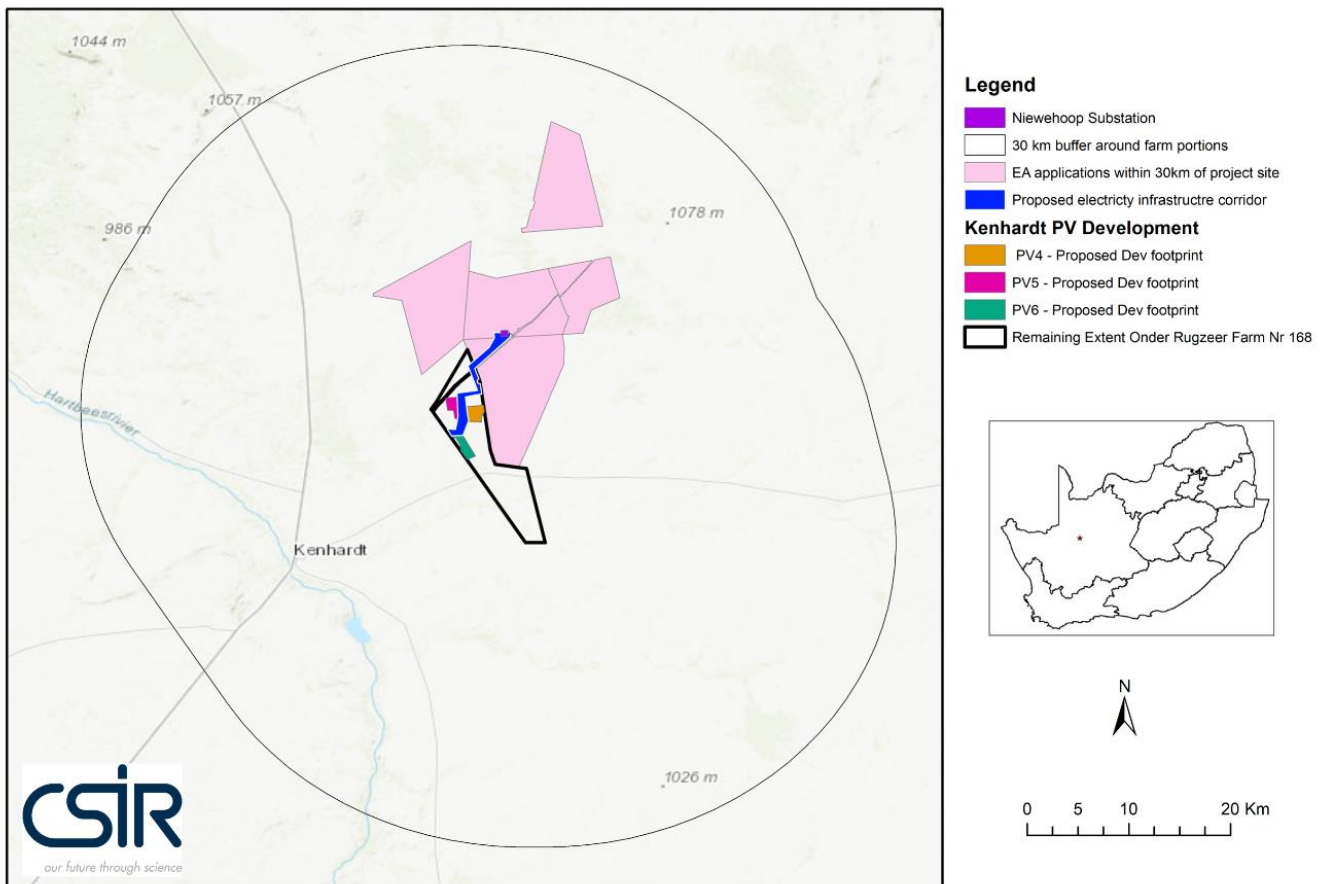 1044 m
1057 m
1078 m
986 m
Hartbeesrivier
Kenhardt
1026 m
CSIR
our future through science
Legend
Niewehoop Substation
30 km buffer around farm portions
EA applications within 30km of project site
Proposed electricty infrastructre corridor
Kenhardt PV Development
PV4 - Proposed Dev footprint
PV5 - Proposed Dev footprint
PV6 - Proposed Dev footprint
Remaining Extent Onder Rugzeer Farm Nr 168
N
0 5 10 20 Km